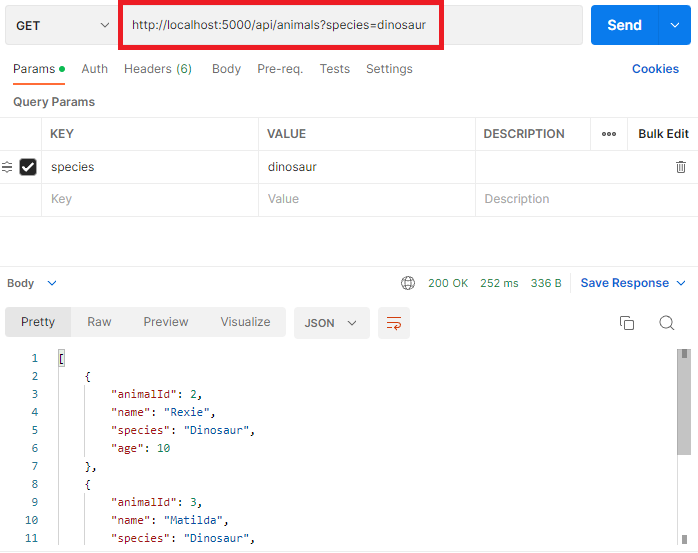 GET http://localhost:5000/api/animals?species=dinosaur Send
Params Auth Headers (6) Body Pre-req. Tests Settings Cookies
Query Params
KEY VALUE DESCRIPTION ••• Bulk Edit
species dinosaur
Key Value Description
Body 200 OK 252 ms 336 B Save Response
Pretty Raw Preview Visualize JSON
1 [
2 {
3 "animalId": 2,
4 "name": "Rexie",
5 "species": "Dinosaur",
6 "age": 10
7 },
8 {
9 "animalId": 3,
10 "name": "Matilda",
11 "species": "Dinosaur",